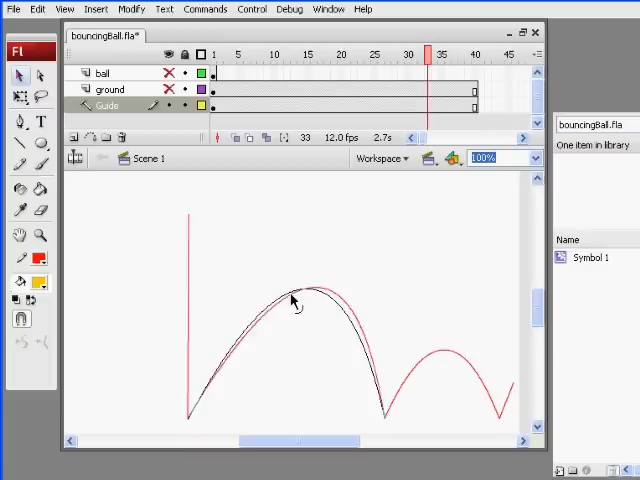 File Edit View Insert Modify Text Commands Control Debug Window Help
bouncingBall.fla*
Fl
1 5 10 15 20 25 30 35 40 45
ball
ground
Guide
33 12.0 fps 2.7s
Scene 1 Workspace 100%
bouncingBall.fla
One item in library
Name
Symbol 1
T